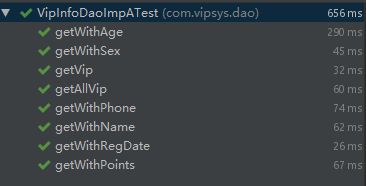 VipInfoDaoImpATest (com.vipsys.dao) 656 ms
getWithAge 290 ms
getWithSex 45 ms
getVip 32 ms
getAllVip 60 ms
getWithPhone 74 ms
getWithName 62 ms
getWithRegDate 26 ms
getWithPoints 67 ms